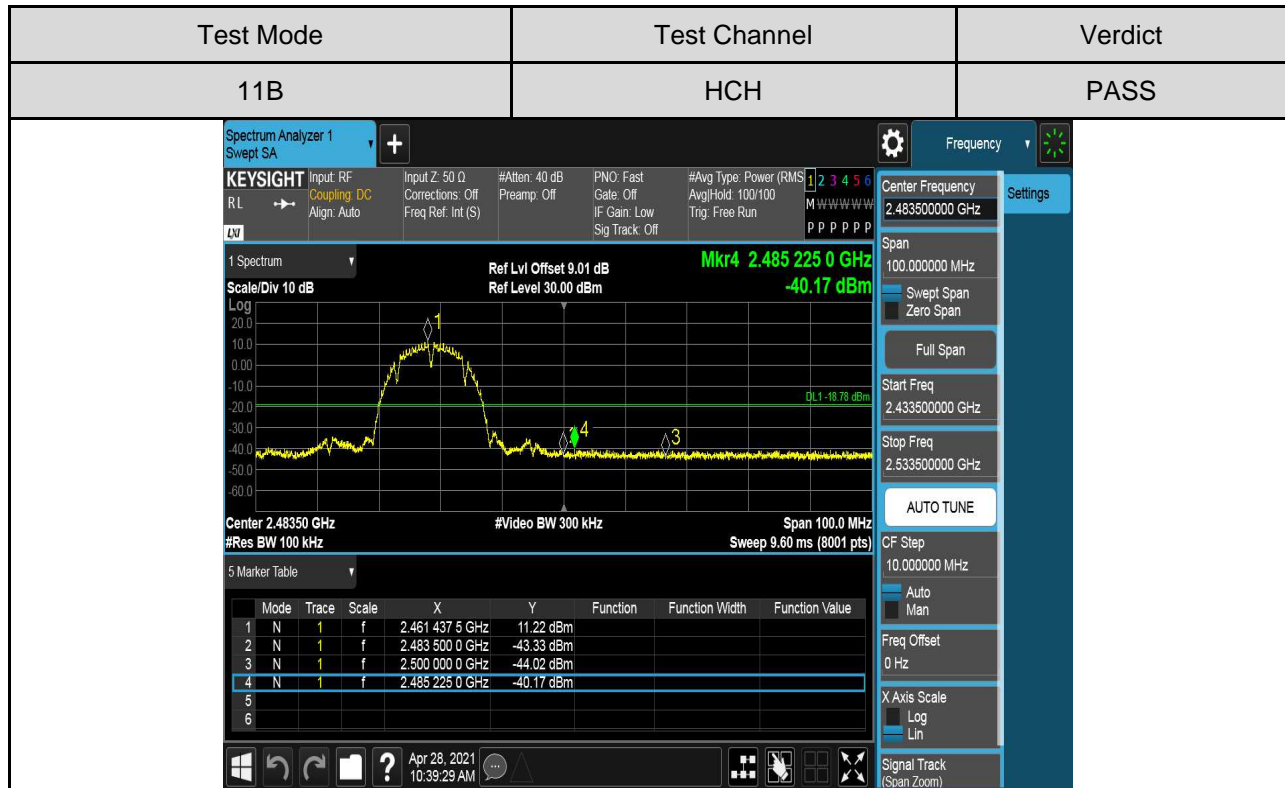 Test Mode Test Channel Verdict
11B HCH PASS
Spectrum Analyzer 1
Swept SA
+
Frequency
KEYSIGHT Input: RF Input Z: 50 Ω #Atten: 40 dB PNO: Fast #Avg Type: Power (RMS 1 2 3 4 5 6
RL Coupling: DC Corrections: Off Preamp: Off Gate: Off Avg|Hold: 100/100 M W W W W W
Align: Auto Freq Ref: Int (S) IF Gain: Low Trig: Free Run
LXI Sig Track: Off P P P P P P
1 Spectrum
Scale/Div 10 dB
Ref Lvl Offset 9.01 dB
Ref Level 30.00 dBm
Mkr4 2.485 225 0 GHz
-40.17 dBm
Log
20.0
10.0
0.00
-10.0
-20.0
-30.0
-40.0
-50.0
-60.0
1
DL1 -18.78 dBm
4
3
Center 2.48350 GHz #Video BW 300 kHz Span 100.0 MHz
#Res BW 100 kHz Sweep 9.60 ms (8001 pts)
5 Marker Table
Mode Trace Scale X Y Function Function Width Function Value
1 N 1 f 2.461 437 5 GHz 11.22 dBm
2 N 1 f 2.483 500 0 GHz -43.33 dBm
3 N 1 f 2.500 000 0 GHz -44.02 dBm
4 N 1 f 2.485 225 0 GHz -40.17 dBm
5
6
?
Apr 28, 2021
10:39:29 AM
Center Frequency
2.483500000 GHz
Settings
Span
100.000000 MHz
Swept Span
Zero Span
Full Span
Start Freq
2.433500000 GHz
Stop Freq
2.533500000 GHz
AUTO TUNE
CF Step
10.000000 MHz
Auto
Man
Freq Offset
0 Hz
X Axis Scale
Log
Lin
Signal Track
(Span Zoom)